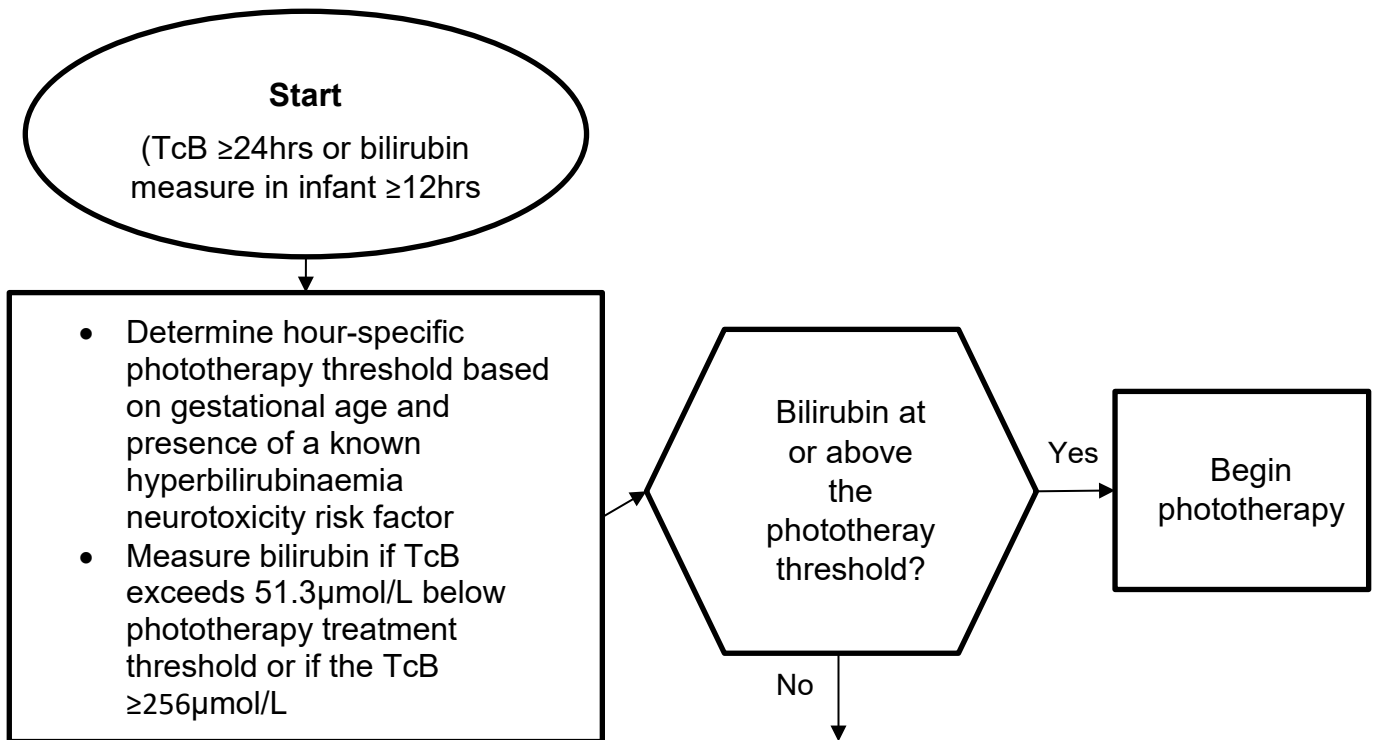 Start
(TcB ≥24hrs or bilirubin
measure in infant ≥12hrs
• Determine hour-specific
phototherapy threshold based
on gestational age and
presence of a known
hyperbilirubinaemia
neurotoxicity risk factor
• Measure bilirubin if TcB
exceeds 51.3µmol/L below
phototherapy treatment
threshold or if the TcB
≥256µmol/L
Bilirubin at
or above
the
phototheray
threshold?
Yes
Begin
phototherapy
No